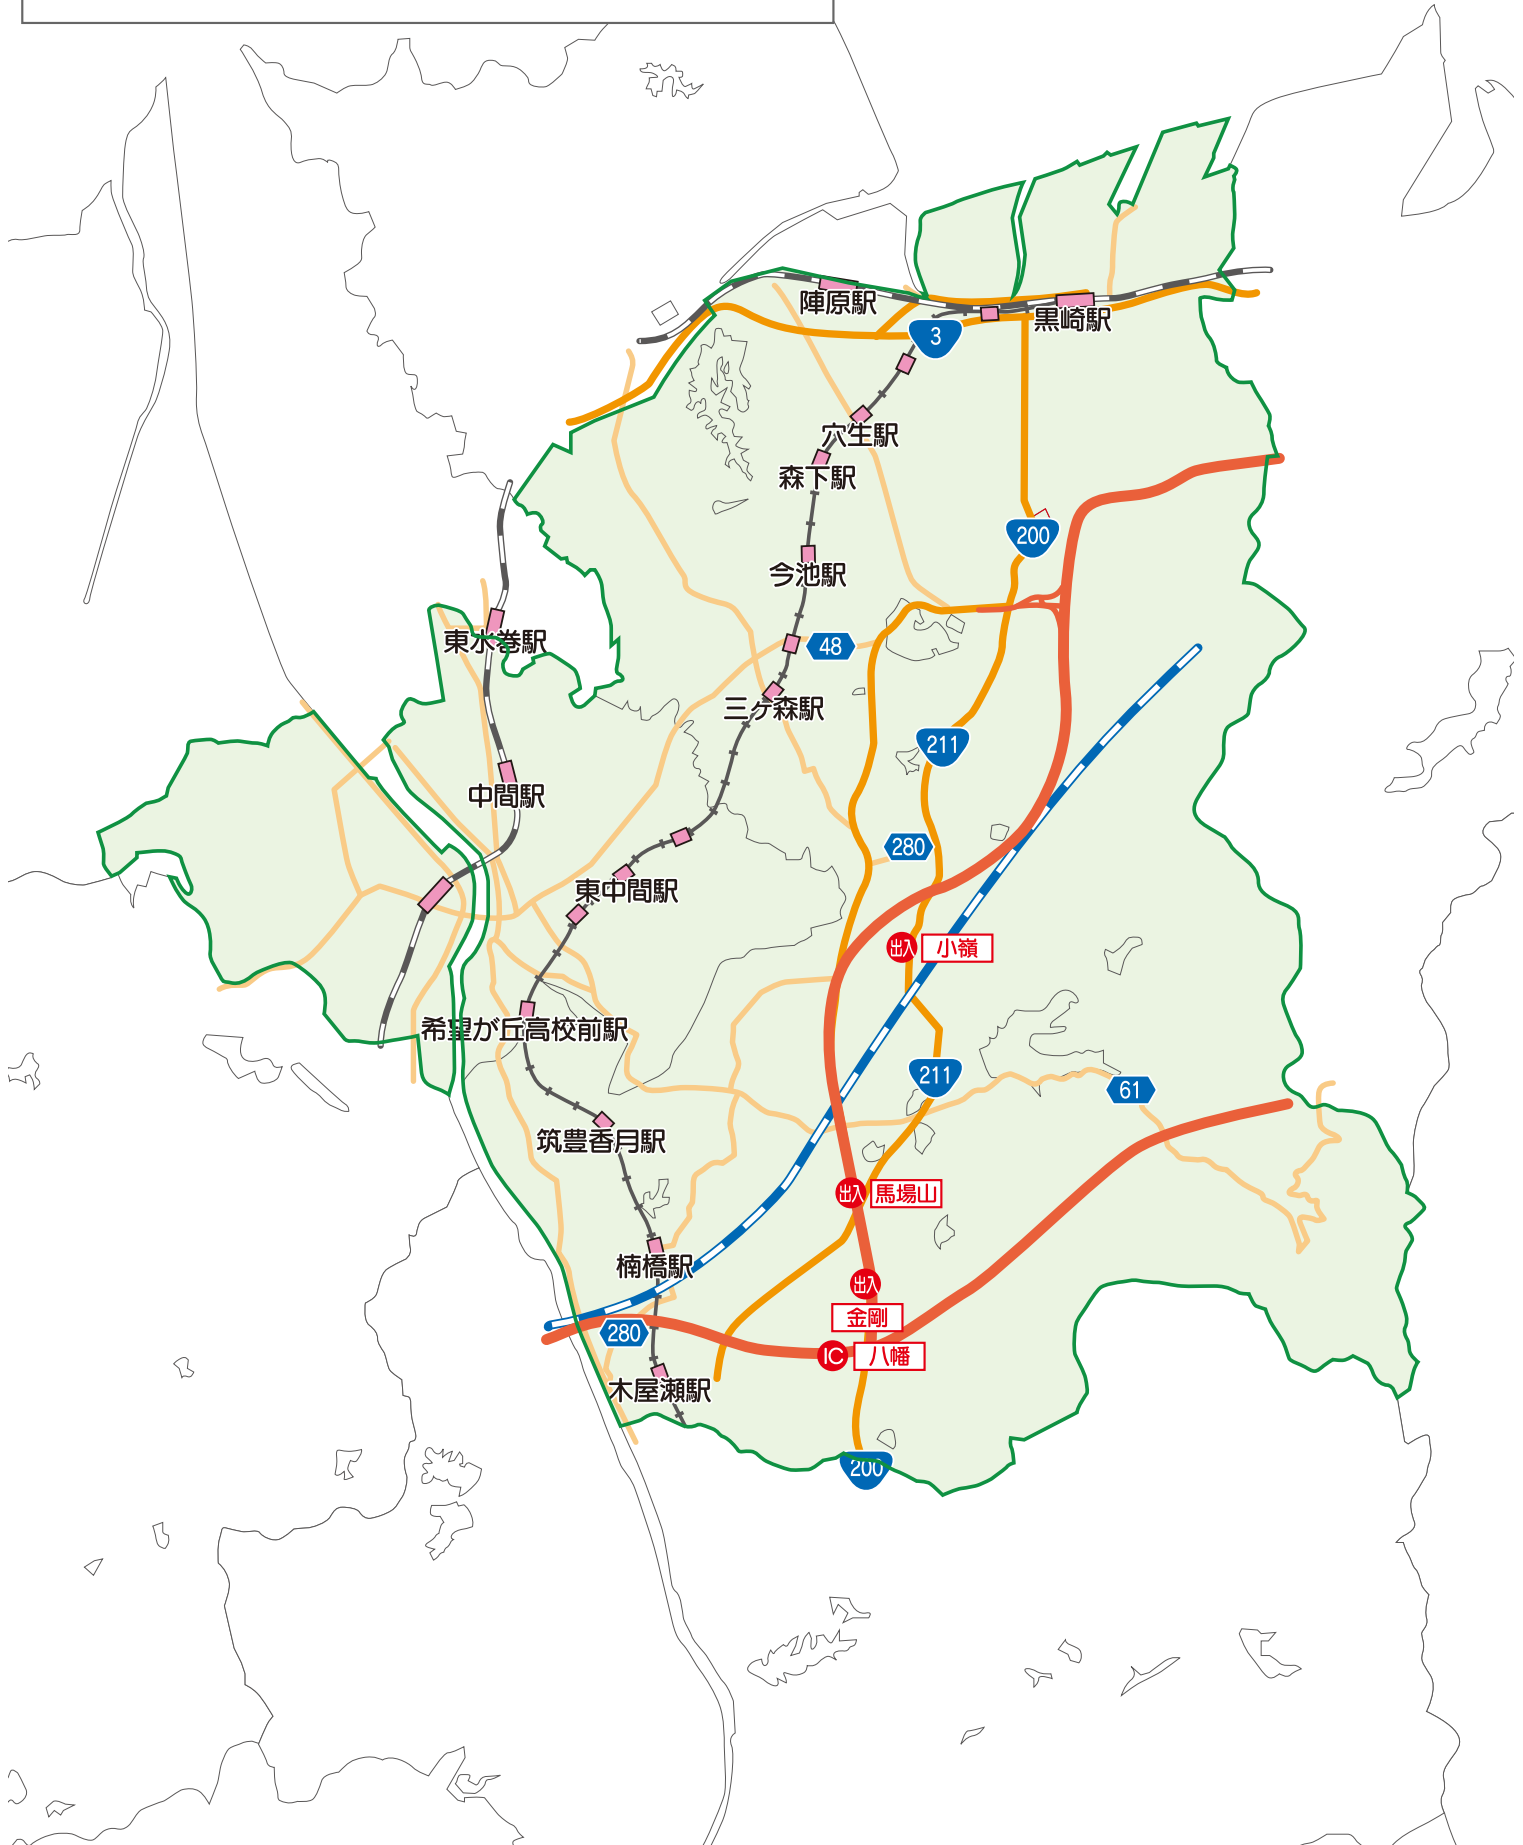 陣原駅
黒崎駅
3
穴生駅
森下駅
200
今池駅
東水巻駅
48
三ヶ森駅
211
中間駅
280
東中間駅
出入
小嶺
希望が丘高校前駅
211
61
筑豊香月駅
出入
馬場山
楠橋駅
出入
金剛
280
IC
八幡
木屋瀬駅
200